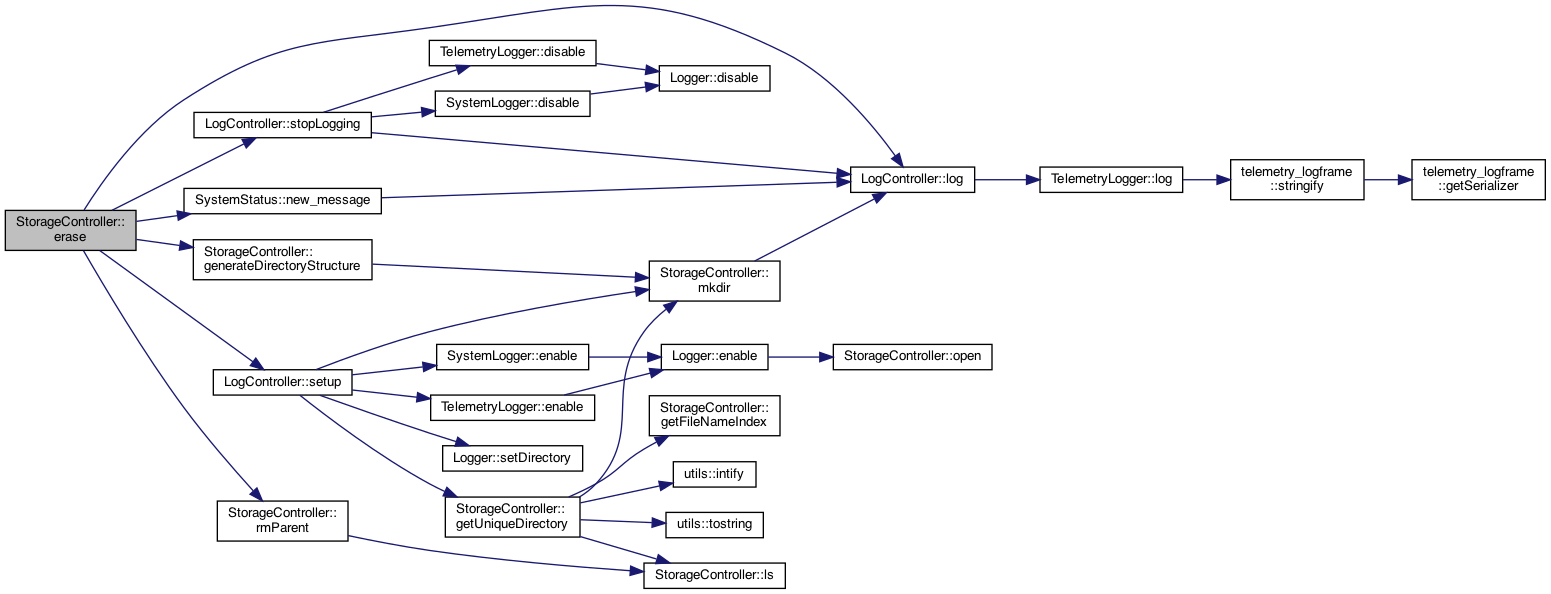 StorageController::
erase
LogController::stopLogging
SystemStatus::new_message
StorageController::
generateDirectoryStructure
LogController::setup
StorageController::
rmParent
TelemetryLogger::disable
SystemLogger::disable
SystemLogger::enable
TelemetryLogger::enable
Logger::setDirectory
StorageController::
getUniqueDirectory
Logger::disable
StorageController::
mkdir
Logger::enable
StorageController::
getFileNameIndex
utils::intify
utils::tostring
StorageController::ls
LogController::log
StorageController::open
TelemetryLogger::log
telemetry_logframe
::stringify
telemetry_logframe
::getSerializer